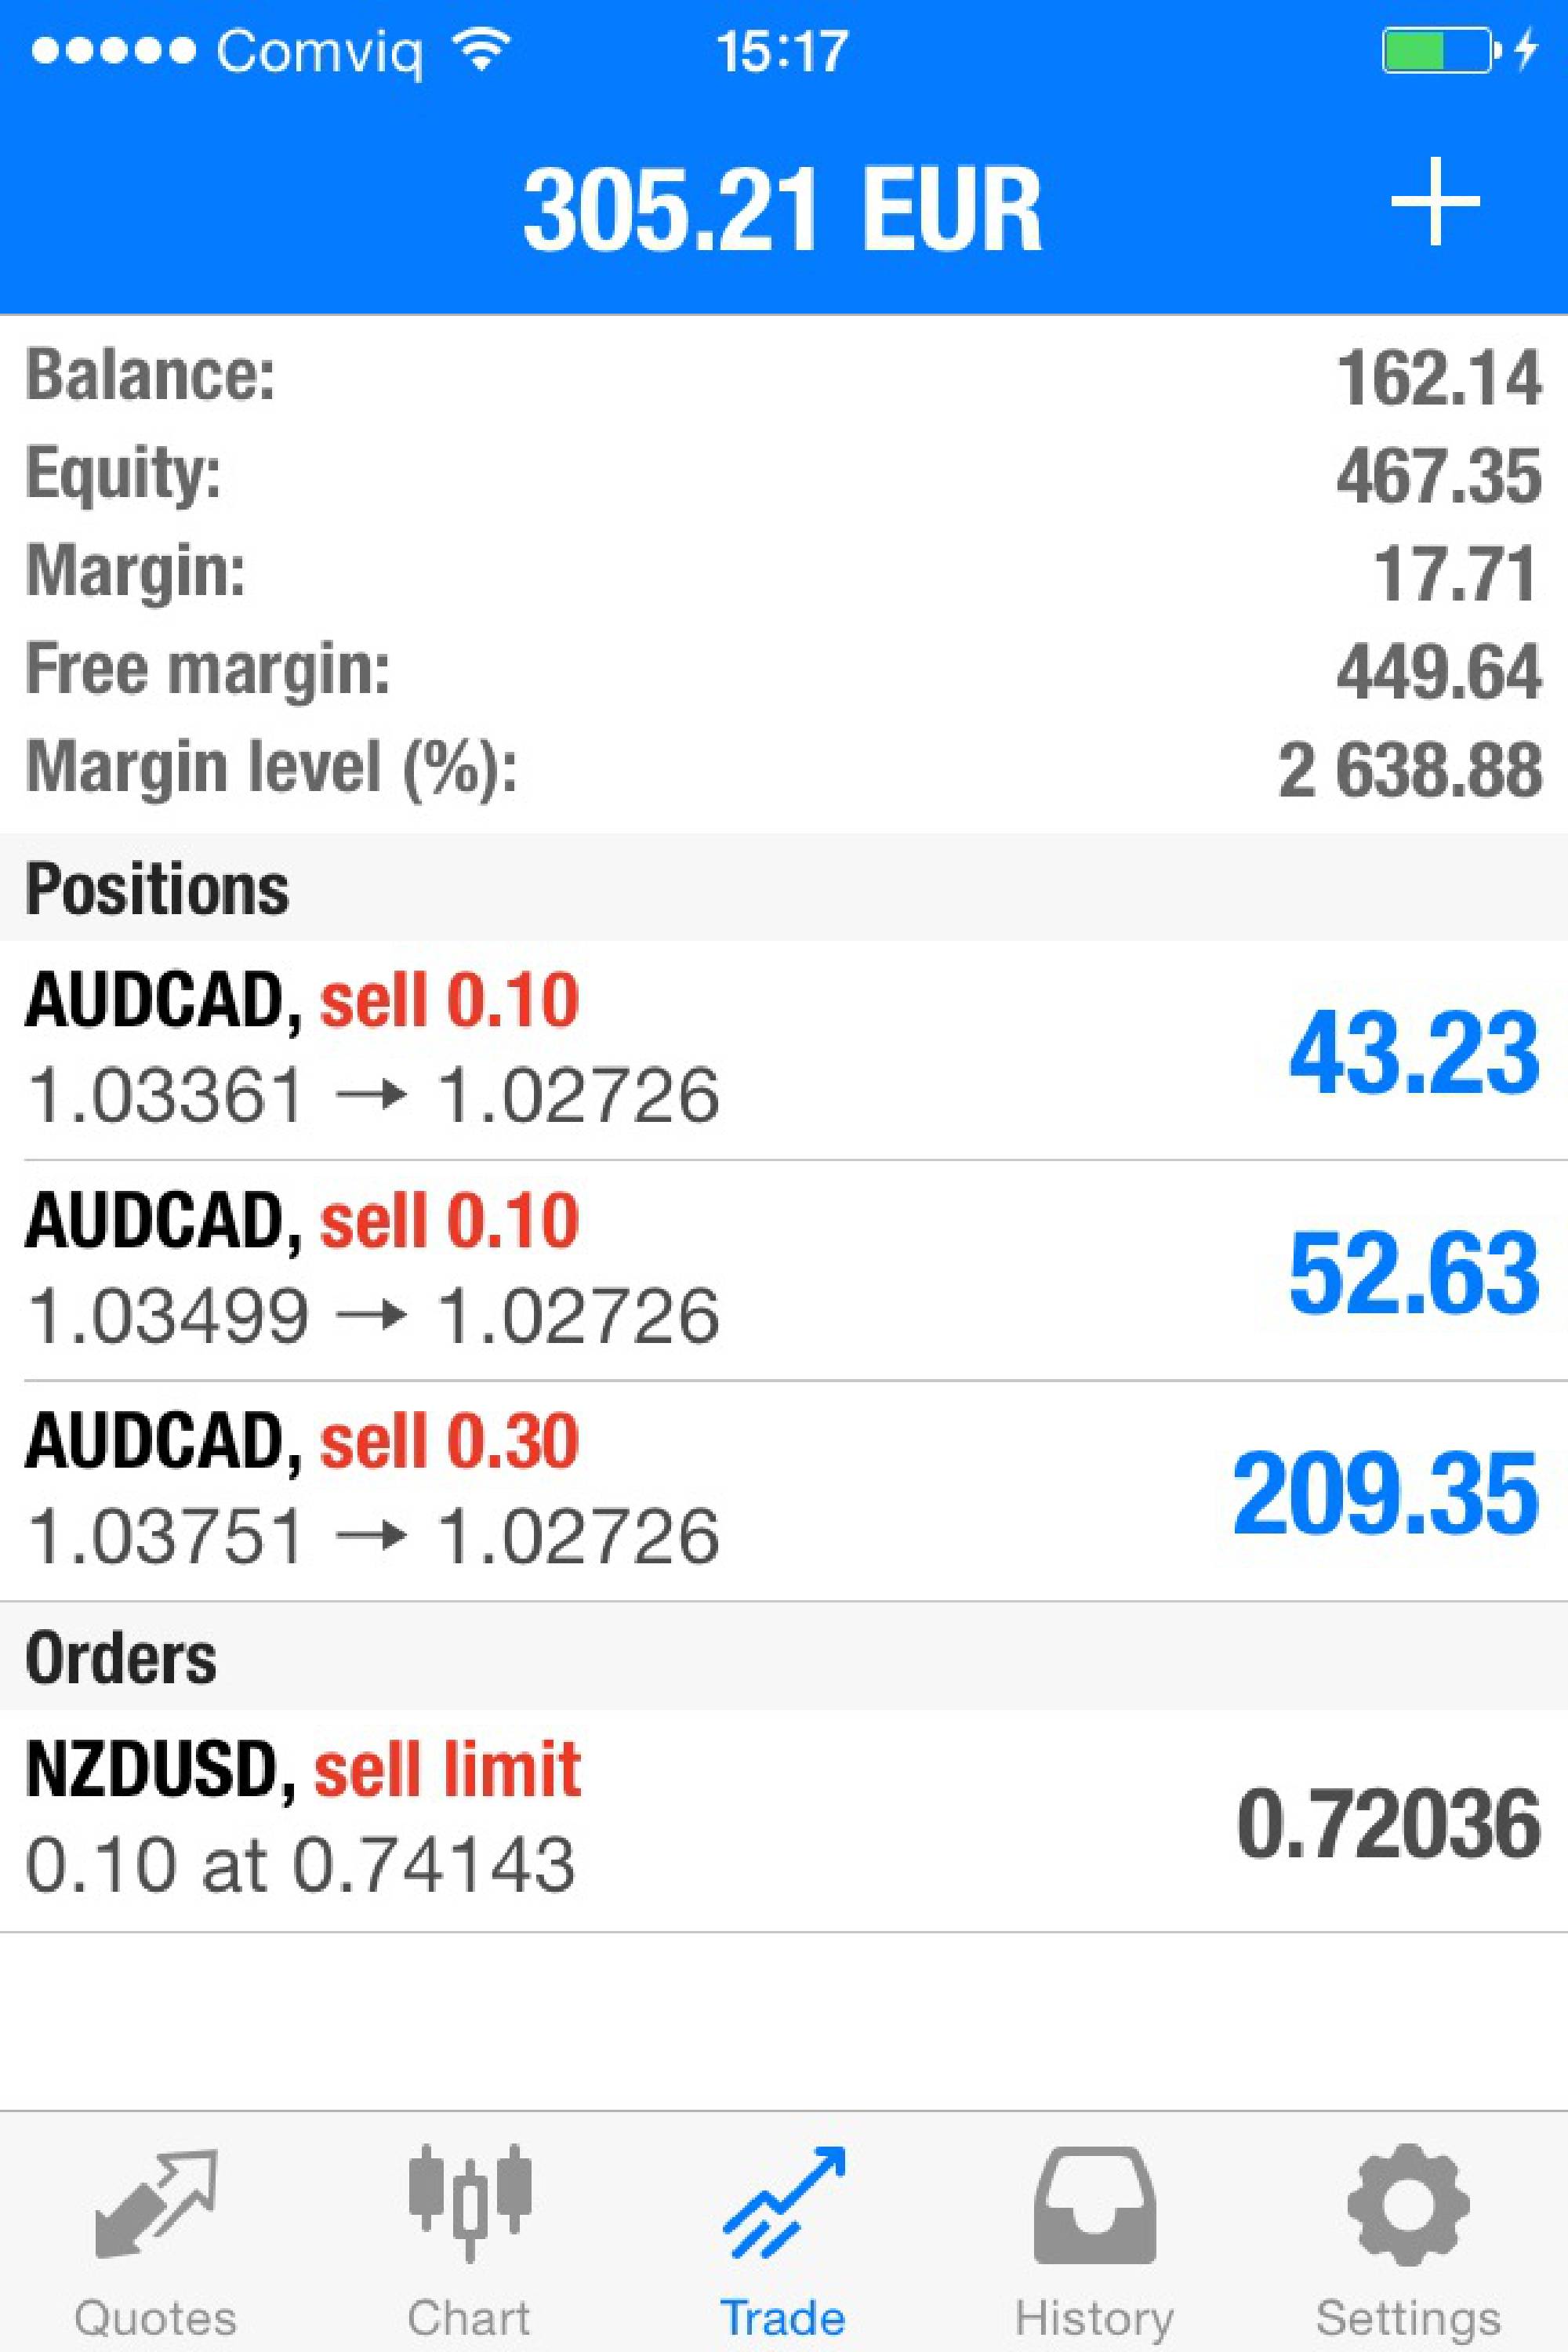 Comviq 15:17
305.21 EUR
Balance: 162.14
Equity: 467.35
Margin: 17.71
Free margin: 449.64
Margin level (%): 2 638.88
Positions
AUDCAD, sell 0.10
1.03361 → 1.02726 43.23
AUDCAD, sell 0.10
1.03499 → 1.02726 52.63
AUDCAD, sell 0.30
1.03751 → 1.02726 209.35
Orders
NZDUSD, sell limit
0.10 at 0.74143 0.72036
Quotes Chart Trade History Settings